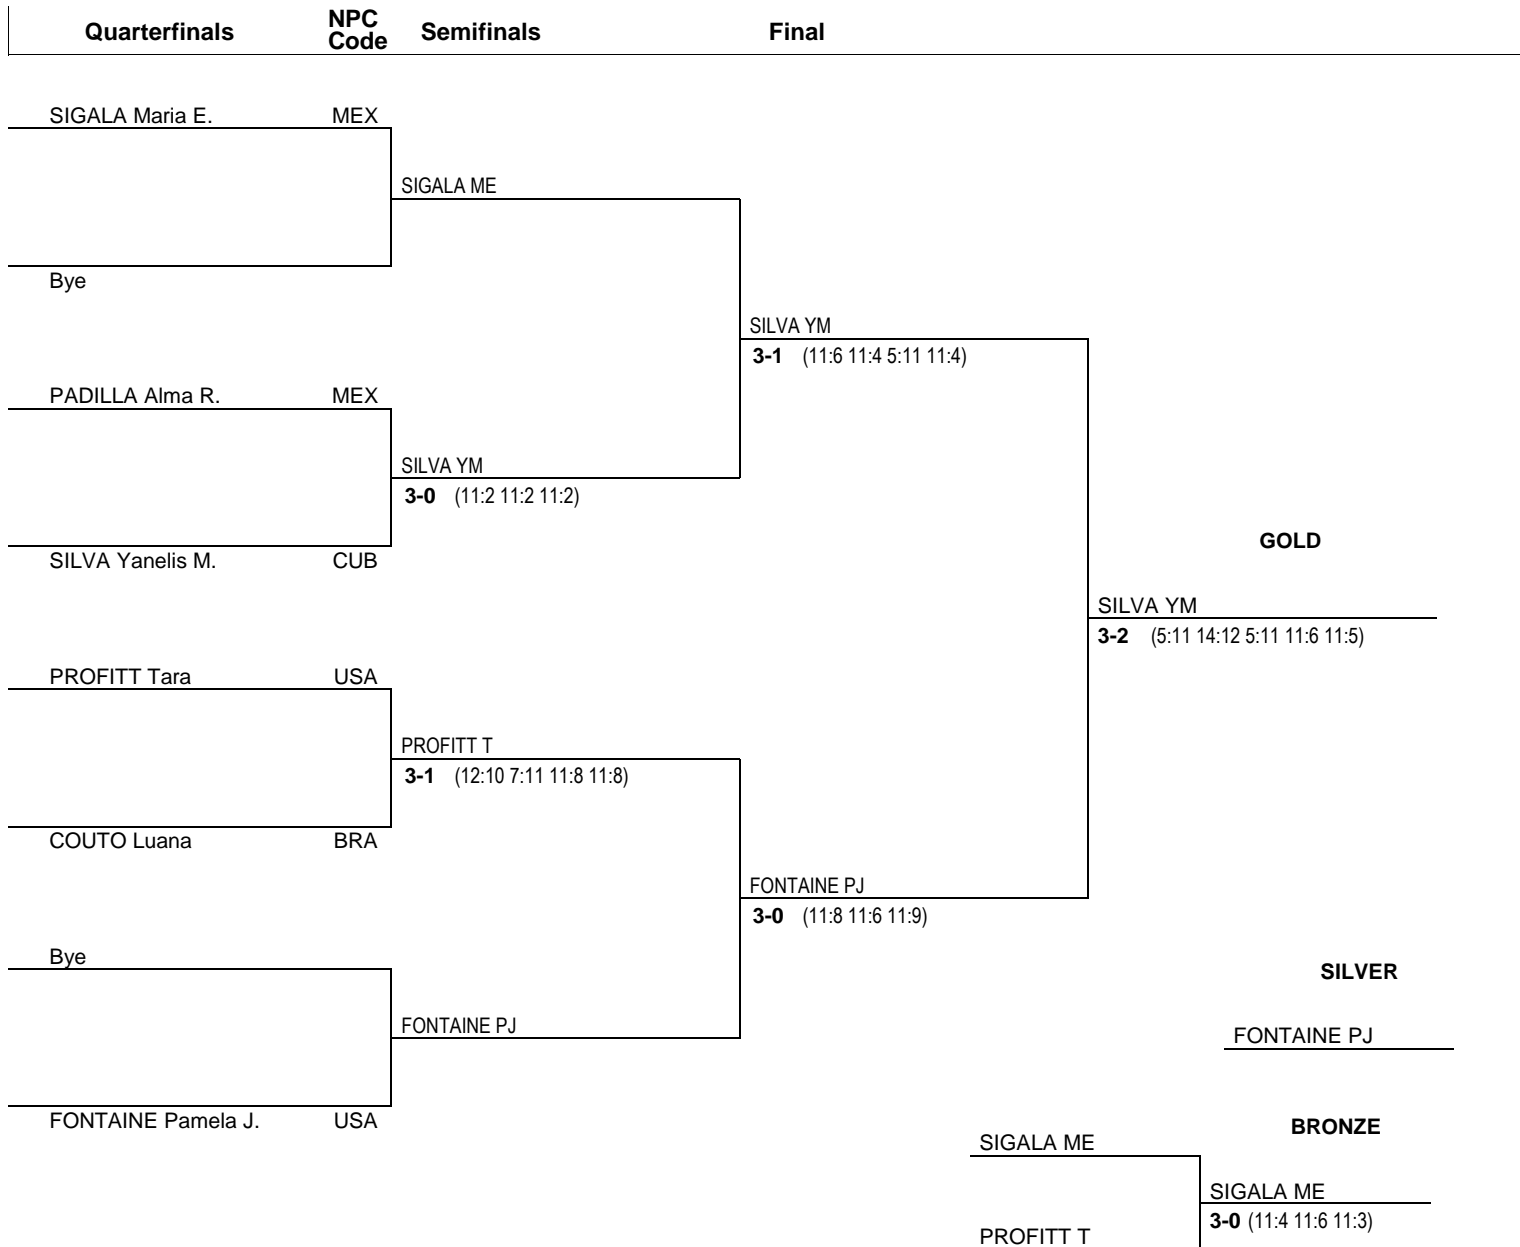 Quarterfinals NPC Code Semifinals Final
SIGALA Maria E. MEX
SIGALA ME
Bye
SILVA YM
3-1 (11:6 11:4 5:11 11:4)
PADILLA Alma R. MEX
SILVA YM
3-0 (11:2 11:2 11:2)
GOLD
SILVA Yanelis M. CUB
SILVA YM
3-2 (5:11 14:12 5:11 11:6 11:5)
PROFITT Tara USA
PROFITT T
3-1 (12:10 7:11 11:8 11:8)
COUTO Luana BRA
FONTAINE PJ
3-0 (11:8 11:6 11:9)
Bye
SILVER
FONTAINE PJ
FONTAINE PJ
FONTAINE Pamela J. USA
BRONZE
SIGALA ME
SIGALA ME
3-0 (11:4 11:6 11:3)
PROFITT T